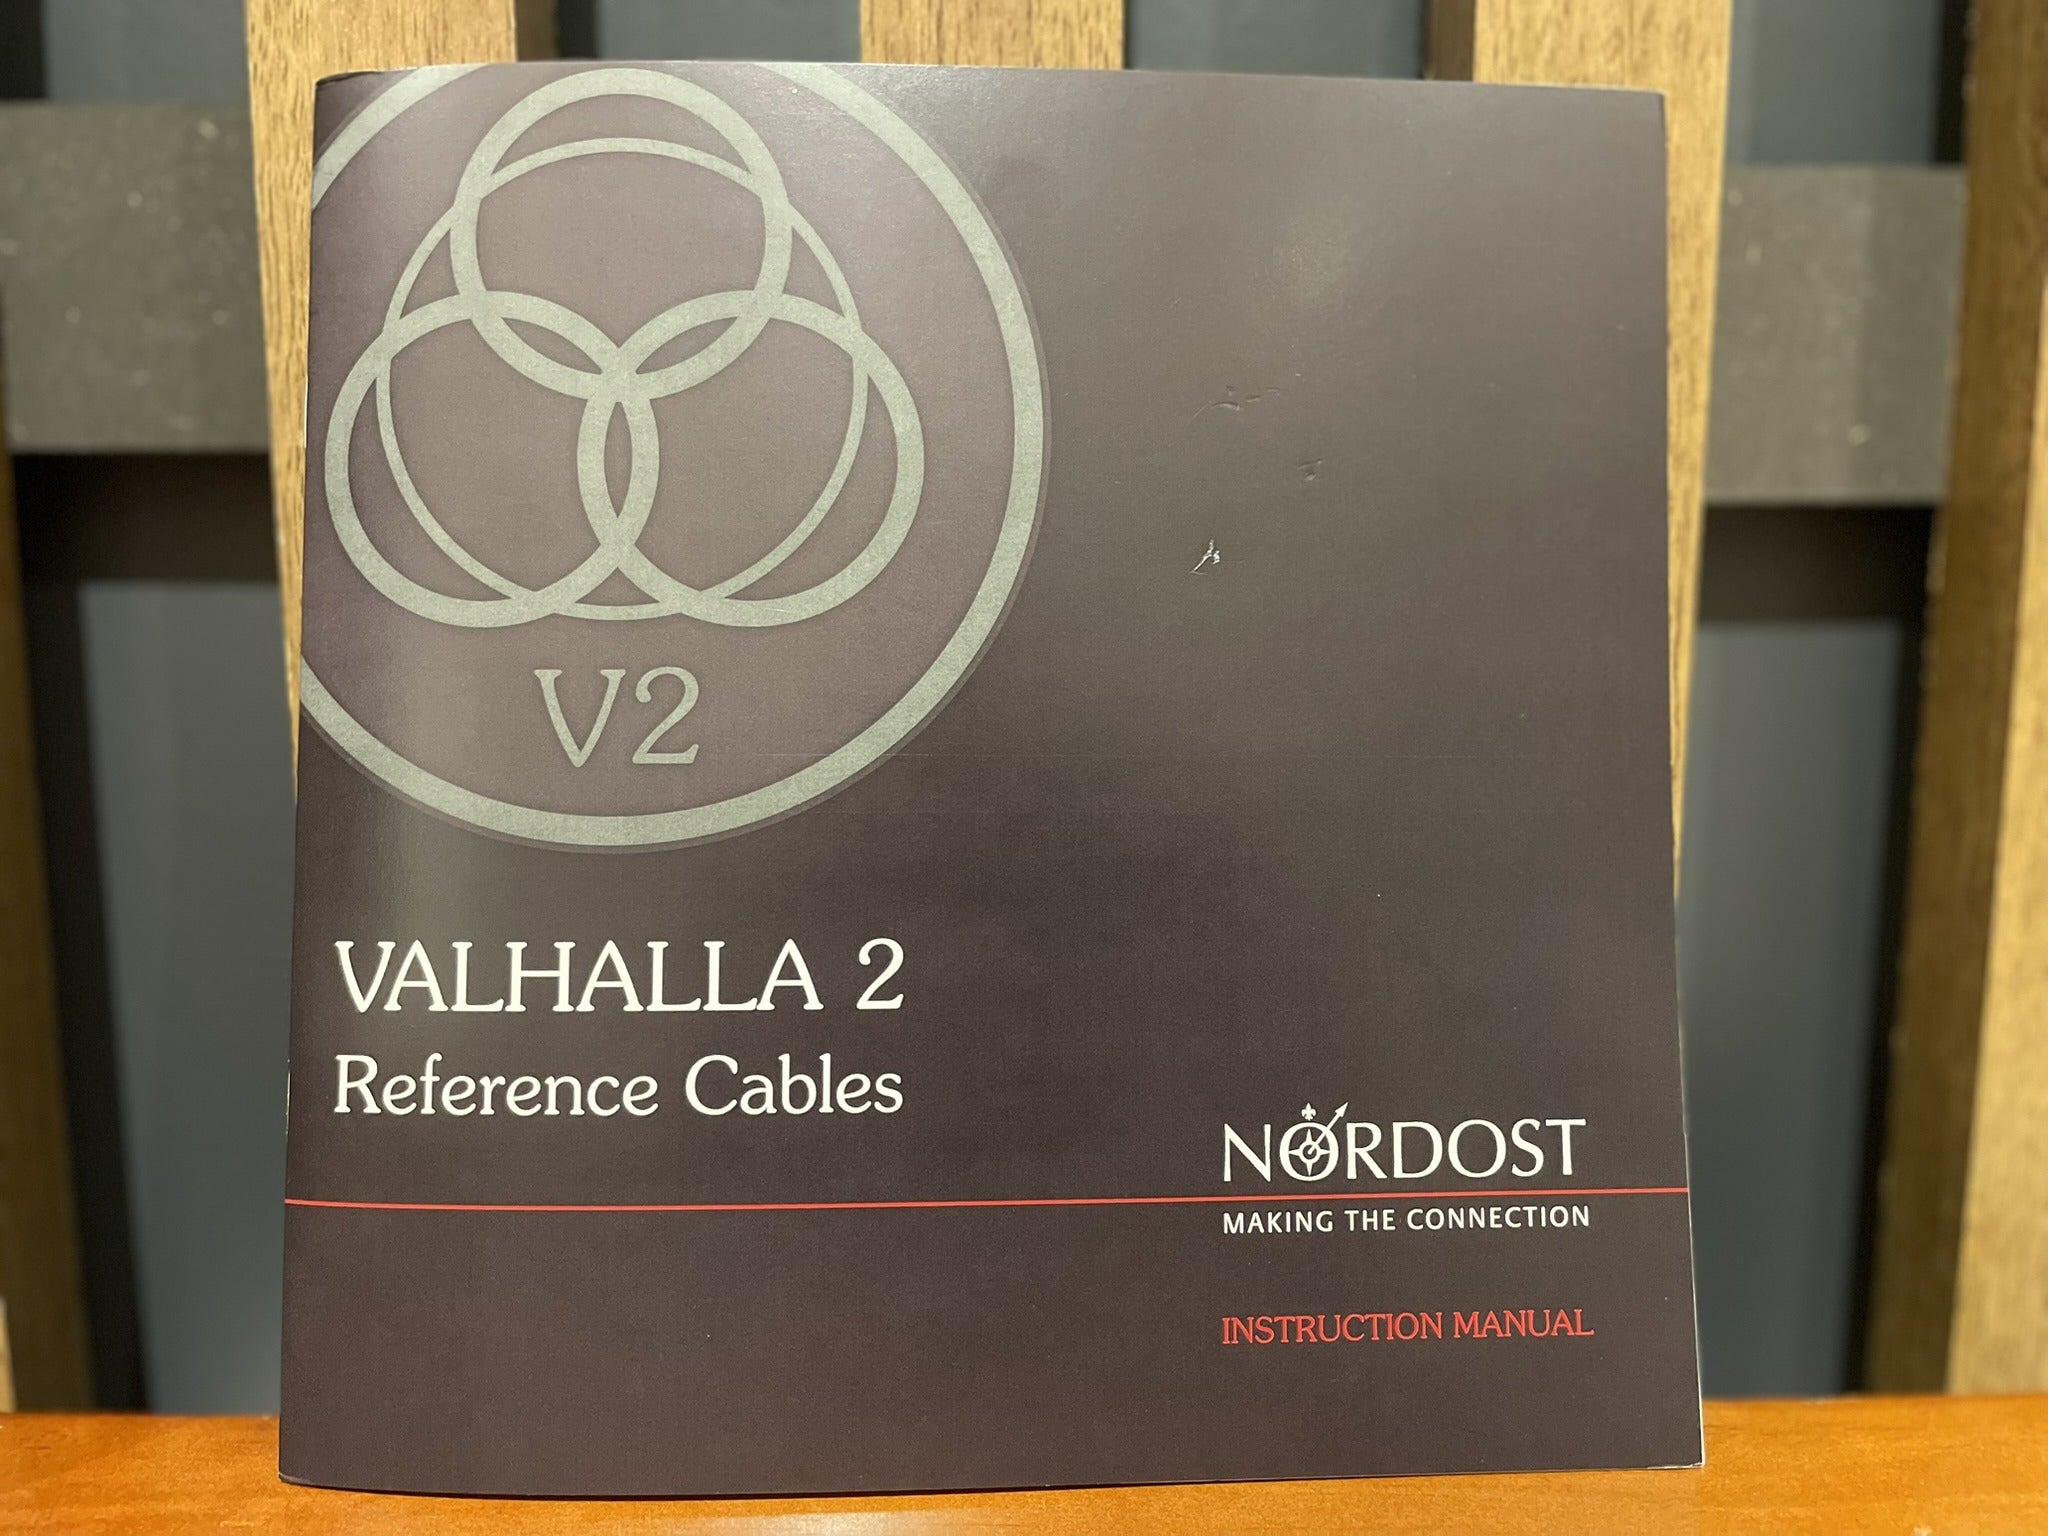 V2
VALHALLA 2
Reference Cables
NORDOST
MAKING THE CONNECTION
INSTRUCTION MANUAL